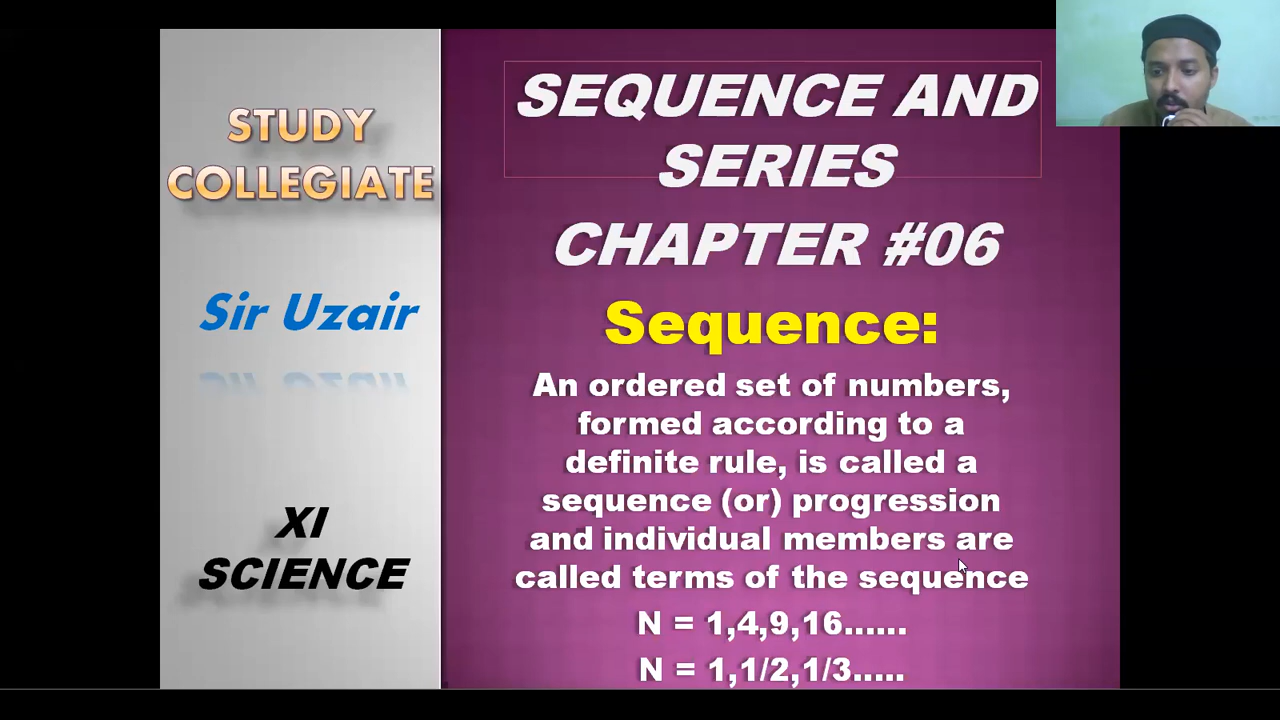 STUDY
COLLEGIATE
Sir Uzair
XI
SCIENCE
SEQUENCE AND
SERIES
CHAPTER #06
Sequence:
An ordered set of numbers,
formed according to a
definite rule, is called a
sequence (or) progression
and individual members are
called terms of the sequence
N = 1,4,9,16......
N = 1,1/2,1/3.....